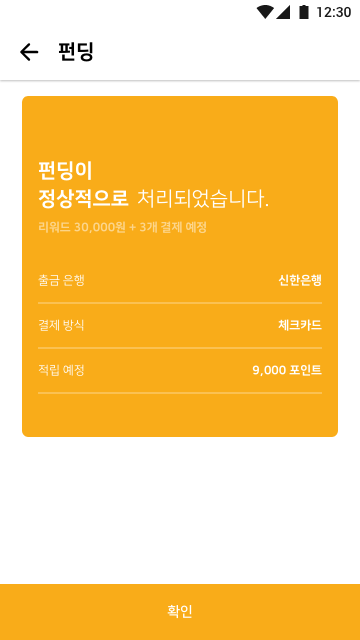 12:30
펀딩
펀딩이
정상적으로 처리되었습니다.
리워드 30,000원 + 3개 결제 예정
출금 은행 신한은행
결제 방식 체크카드
적립 예정 9,000 포인트
확인